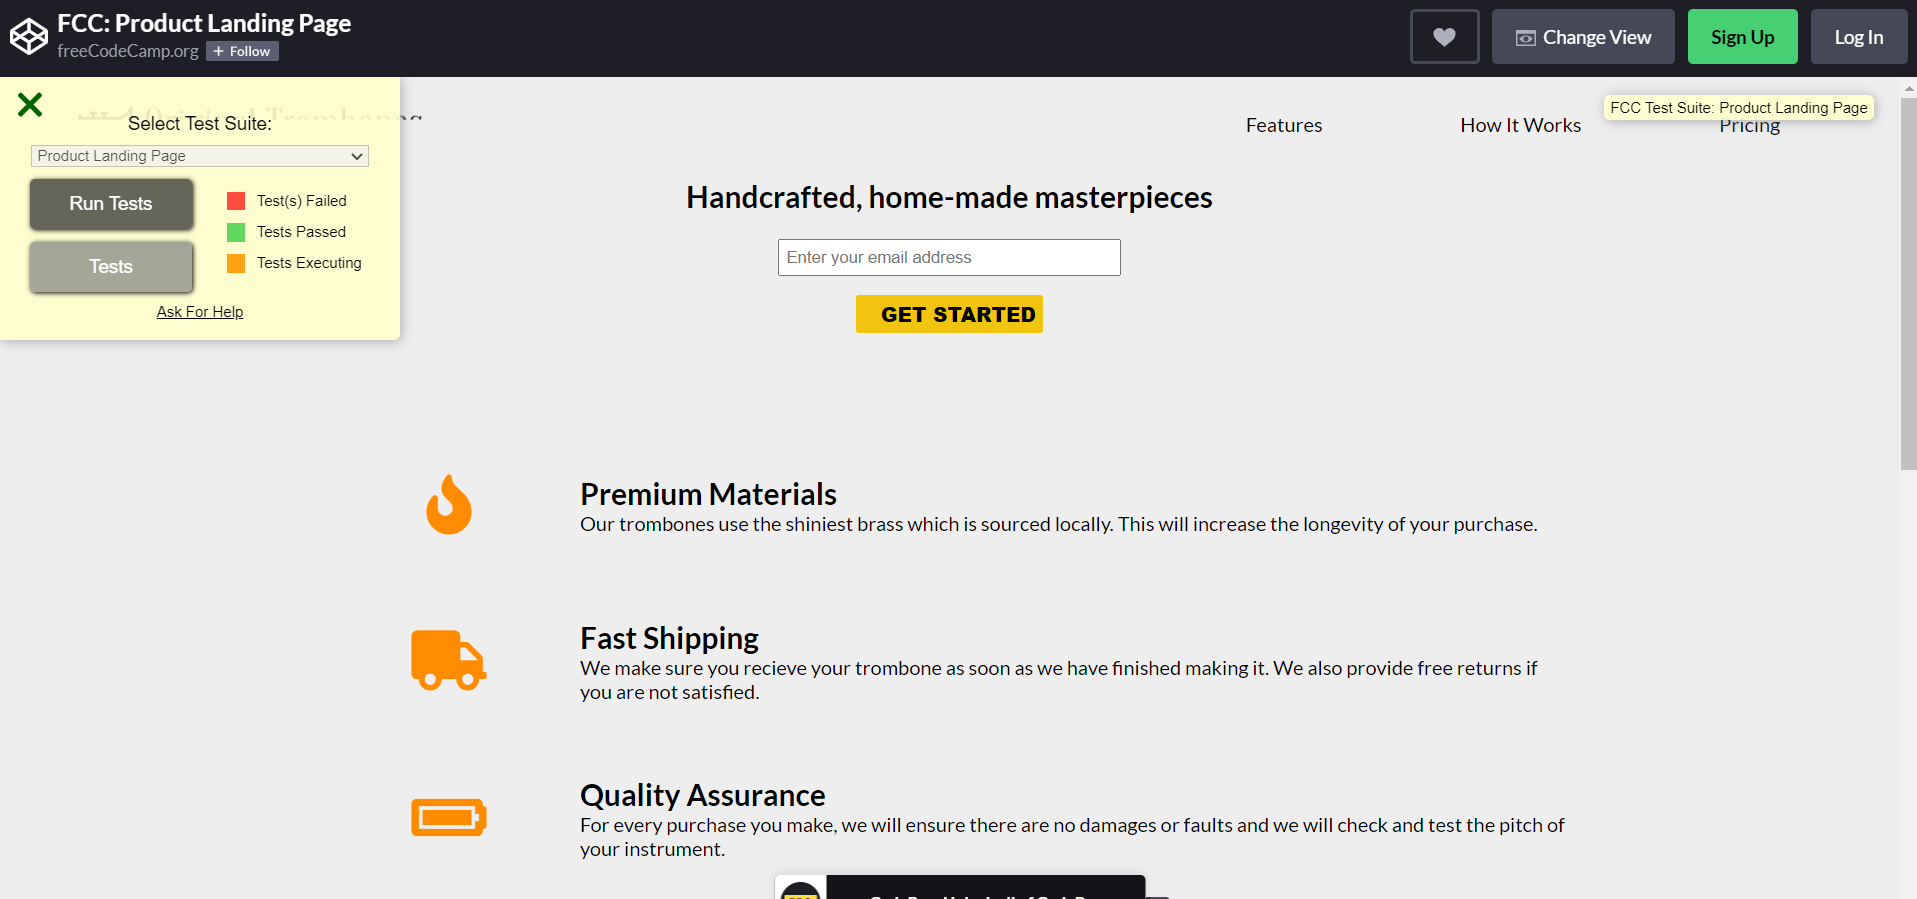 FCC: Product Landing Page
freeCodeCamp.org + Follow
Change View
Sign Up
Log In
Original Trombones
Select Test Suite:
Product Landing Page
Run Tests
Tests
Test(s) Failed
Tests Passed
Tests Executing
Ask For Help
Features
How It Works
Pricing
FCC Test Suite: Product Landing Page
Handcrafted, home-made masterpieces
Enter your email address
GET STARTED
Premium Materials
Our trombones use the shiniest brass which is sourced locally. This will increase the longevity of your purchase.
Fast Shipping
We make sure you recieve your trombone as soon as we have finished making it. We also provide free returns if
you are not satisfied.
Quality Assurance
For every purchase you make, we will ensure there are no damages or faults and we will check and test the pitch of
your instrument.